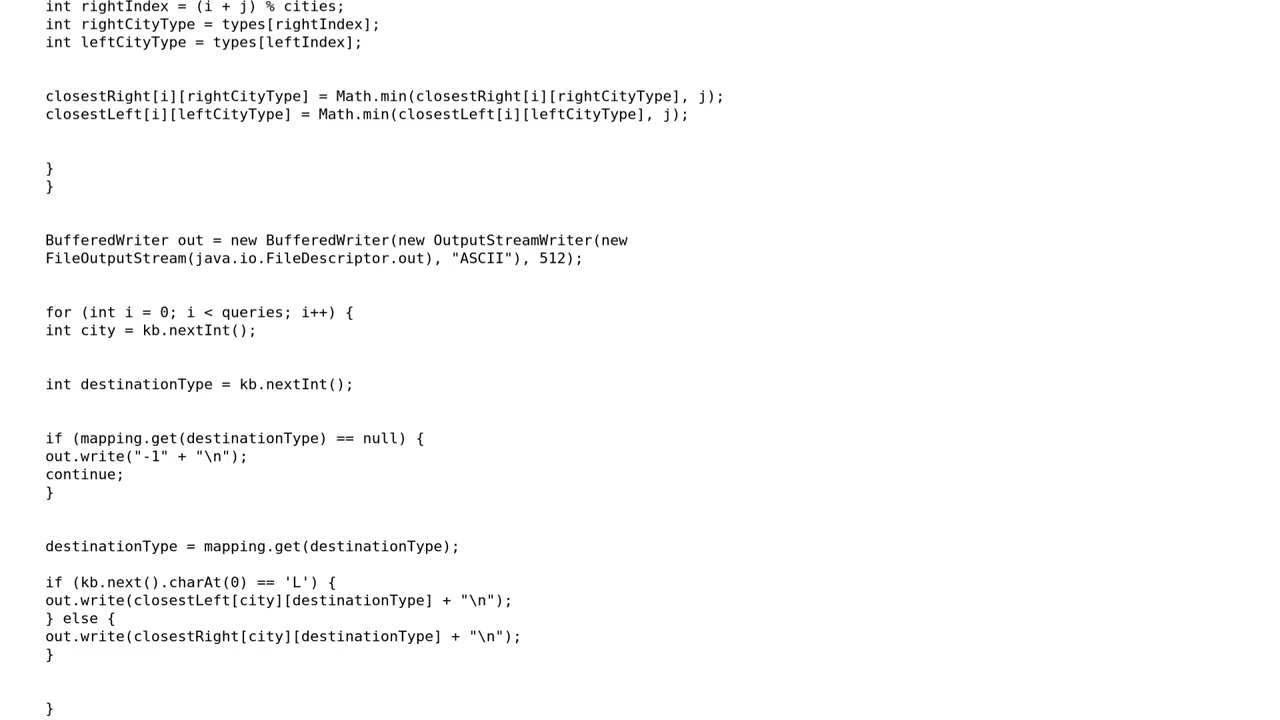 int rightIndex = (i + j) % cities;
int rightCityType = types[rightIndex];
int leftCityType = types[leftIndex];
closestRight[i][rightCityType] = Math.min(closestRight[i][rightCityType], j);
closestLeft[i][leftCityType] = Math.min(closestLeft[i][leftCityType], j);
}
}
BufferedWriter out = new BufferedWriter(new OutputStreamWriter(new
FileOutputStream(java.io.FileDescriptor.out), "ASCII"), 512);
for (int i = 0; i < queries; i++) {
int city = kb.nextInt();
int destinationType = kb.nextInt();
if (mapping.get(destinationType) == null) {
out.write("-1" + "\n");
continue;
}
destinationType = mapping.get(destinationType);
if (kb.next().charAt(0) == 'L') {
out.write(closestLeft[city][destinationType] + "\n");
} else {
out.write(closestRight[city][destinationType] + "\n");
}
}